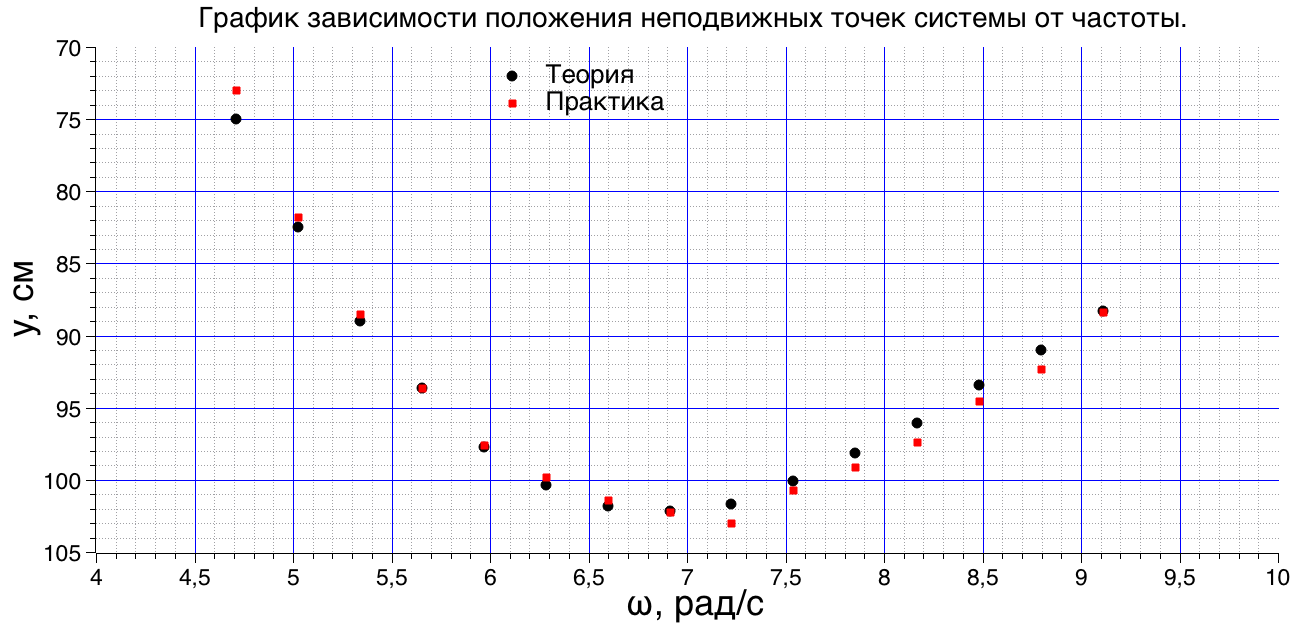 График зависимости положения неподвижных точек системы от частоты.
Теория
Практика
y, см
70
75
80
85
90
95
100
105
4 4,5 5 5,5 6 6,5 7 7,5 8 8,5 9 9,5 10
ω, рад/с